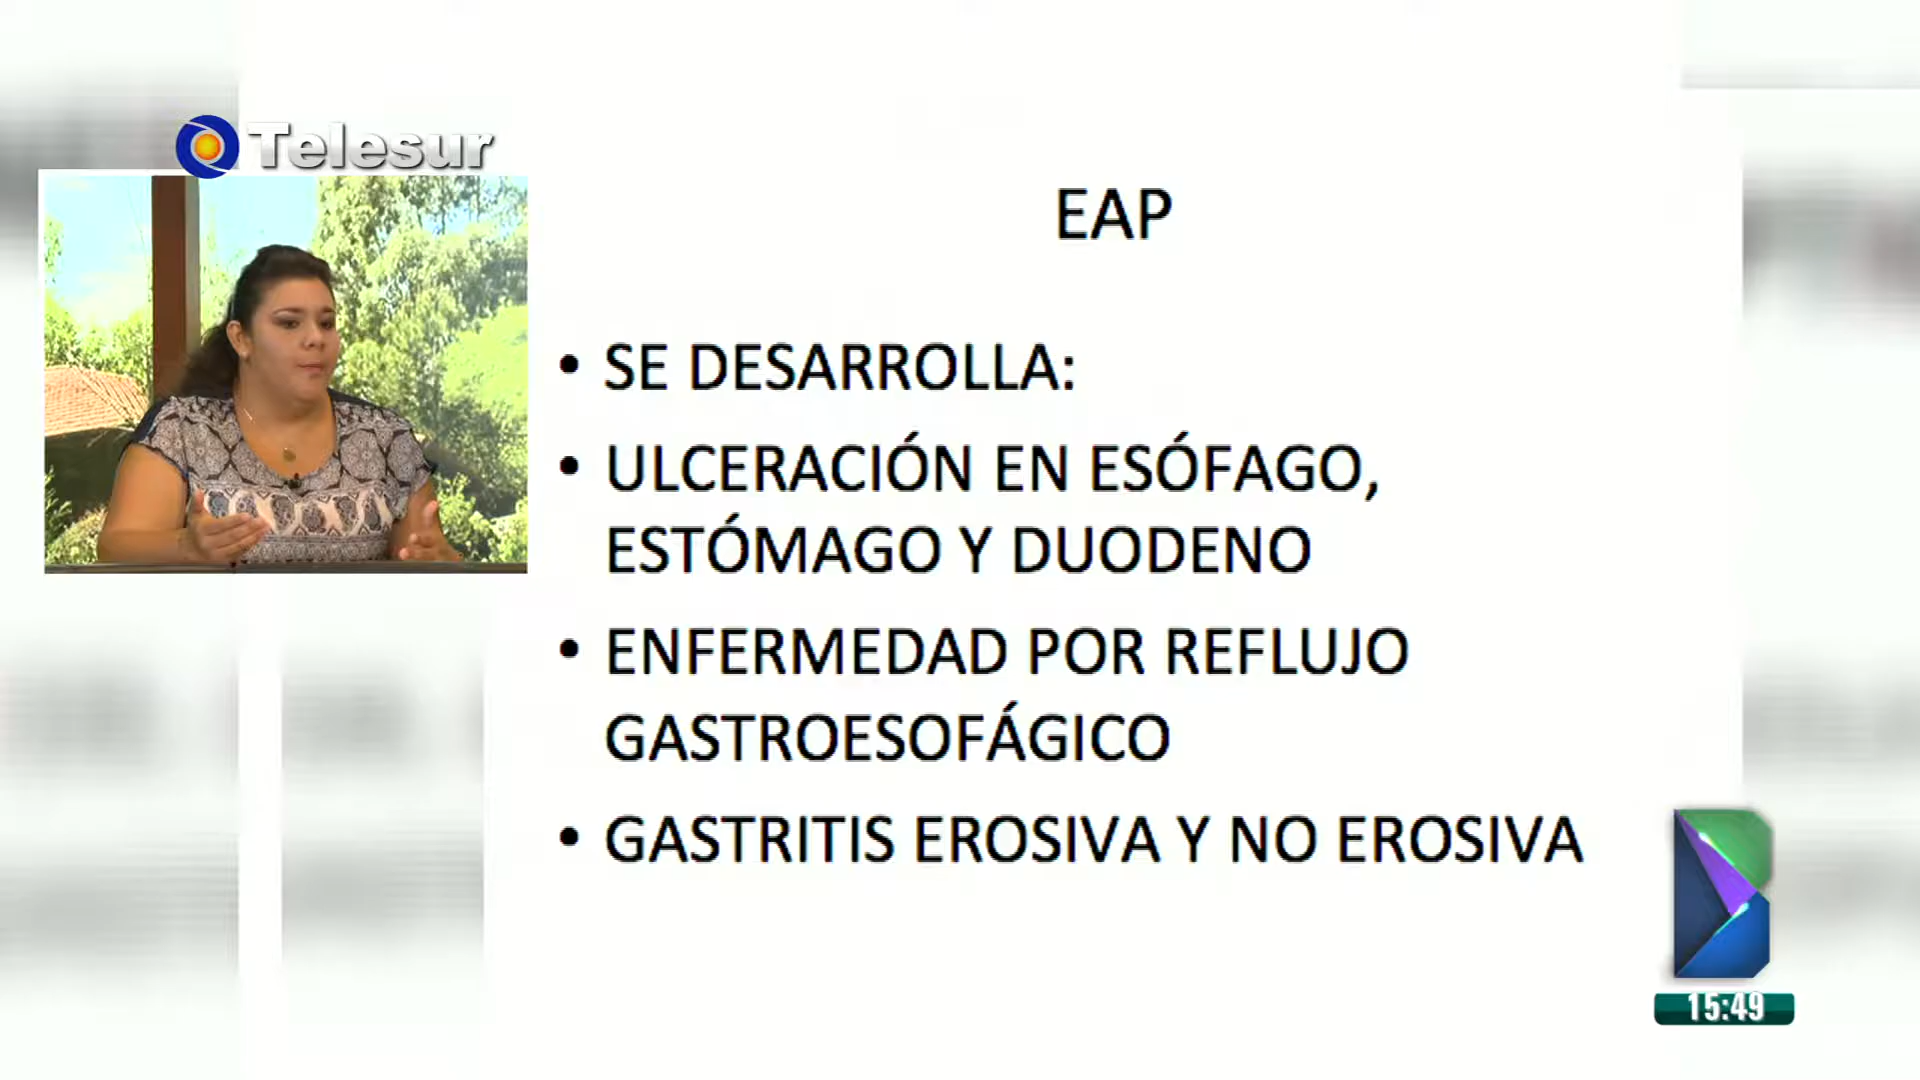 Telesur
EAP
• SE DESARROLLA:
• ULCERACIÓN EN ESÓFAGO,
ESTÓMAGO Y DUODENO
• ENFERMEDAD POR REFLUJO
GASTROESOFÁGICO
• GASTRITIS EROSIVA Y NO EROSIVA
15:49